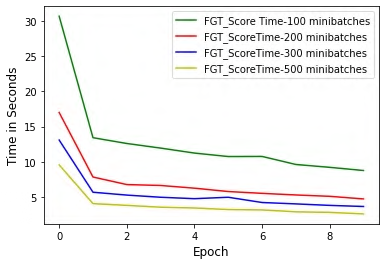 FGT_Score Time-100 minibatches
FGT_ScoreTime-200 minibatches
FGT_ScoreTime-300 minibatches
FGT_ScoreTime-500 minibatches
Time in Seconds
30
25
20
15
10
5
0 2 4 6 8
Epoch